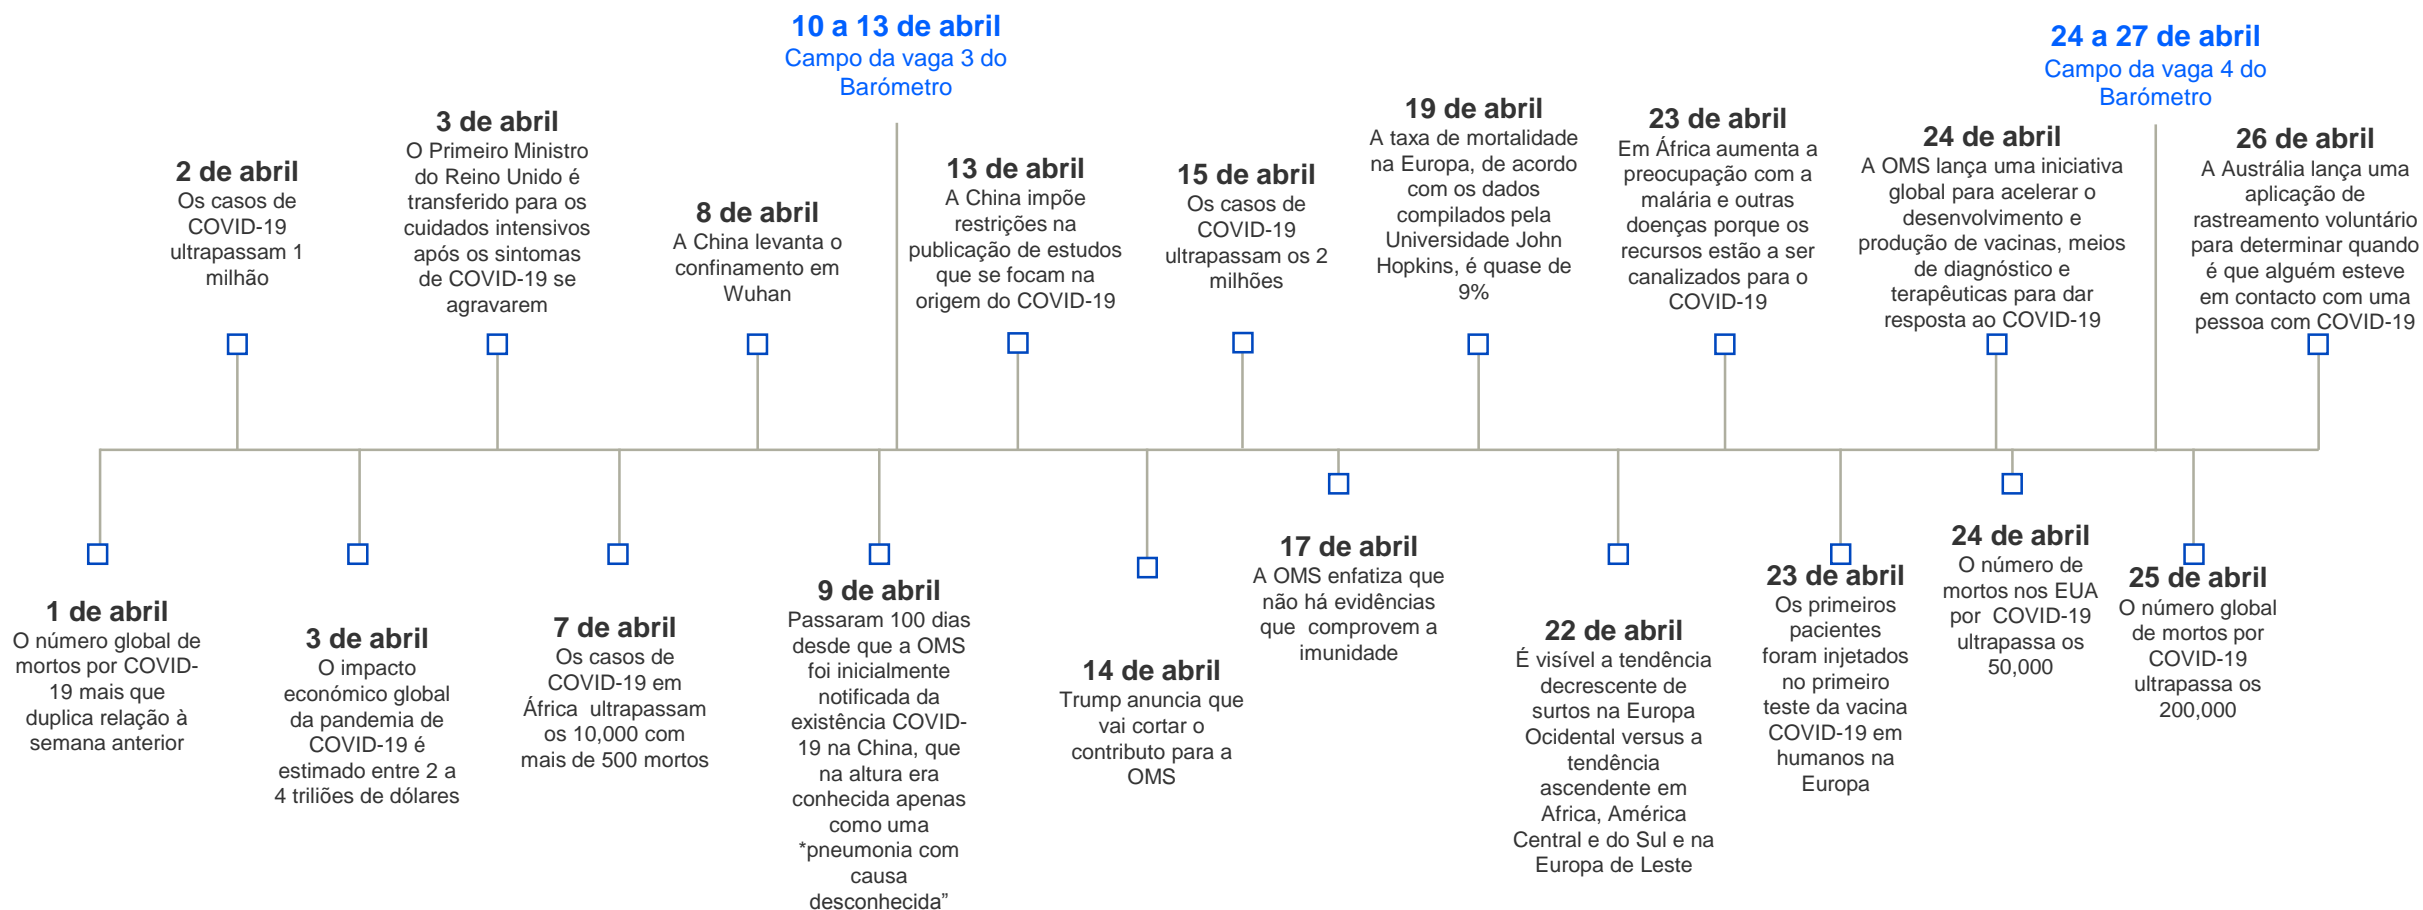 10 a 13 de abril
Campo da vaga 3 do
Barómetro
24 a 27 de abril
Campo da vaga 4 do
Barómetro
2 de abril
Os casos de
COVID-19
ultrapassam 1
milhão
3 de abril
O Primeiro Ministro
do Reino Unido é
transferido para os
cuidados intensivos
após os sintomas
de COVID-19 se
agravarem
8 de abril
A China levanta o
confinamento em
Wuhan
13 de abril
A China impõe
restrições na
publicação de estudos
que se focam na
origem do COVID-19
15 de abril
Os casos de
COVID-19
ultrapassam os 2
milhões
19 de abril
A taxa de mortalidade
na Europa, de acordo
com os dados
compilados pela
Universidade John
Hopkins, é quase de
9%
23 de abril
Em África aumenta a
preocupação com a
malária e outras
doenças porque os
recursos estão a ser
canalizados para o
COVID-19
24 de abril
A OMS lança uma iniciativa
global para acelerar o
desenvolvimento e
produção de vacinas, meios
de diagnóstico e
terapêuticas para dar
resposta ao COVID-19
26 de abril
A Austrália lança uma
aplicação de
rastreamento voluntário
para determinar quando
é que alguém esteve
em contacto com uma
pessoa com COVID-19
1 de abril
O número global de
mortos por COVID-
19 mais que
duplica relação à
semana anterior
3 de abril
O impacto
económico global
da pandemia de
COVID-19 é
estimado entre 2 a
4 triliões de dólares
7 de abril
Os casos de
COVID-19 em
África ultrapassam
os 10,000 com
mais de 500 mortos
9 de abril
Passaram 100 dias
desde que a OMS
foi inicialmente
notificada da
existência COVID-
19 na China, que
na altura era
conhecida apenas
como uma
*pneumonia com
causa
desconhecida”
14 de abril
Trump anuncia que
vai cortar o
contributo para a
OMS
17 de abril
A OMS enfatiza que
não há evidências
que comprovem a
imunidade
22 de abril
É visível a tendência
decrescente de
surtos na Europa
Ocidental versus a
tendência
ascendente em
Africa, América
Central e do Sul e na
Europa de Leste
23 de abril
Os primeiros
pacientes
foram injetados
no primeiro
teste da vacina
COVID-19 em
humanos na
Europa
24 de abril
O número de
mortos nos EUA
por COVID-19
ultrapassa os
50,000
25 de abril
O número global
de mortos por
COVID-19
ultrapassa os
200,000